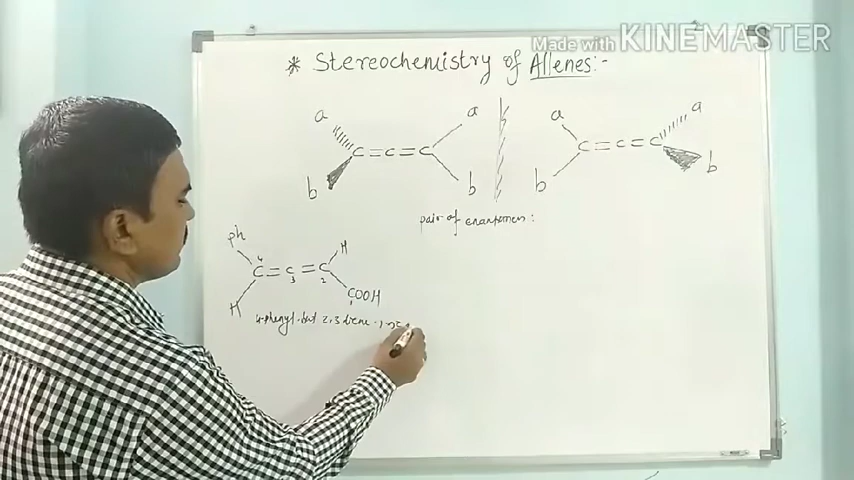 Made with KINEMASTER
* Stereochemistry of Allenes:-
a a a a
C=C=C C=C=C
b b b b
pair of enantiomers:
ph H
4
C=C=C
3 2
H COOH
1
4-phenyl-but 2,3 diene-1